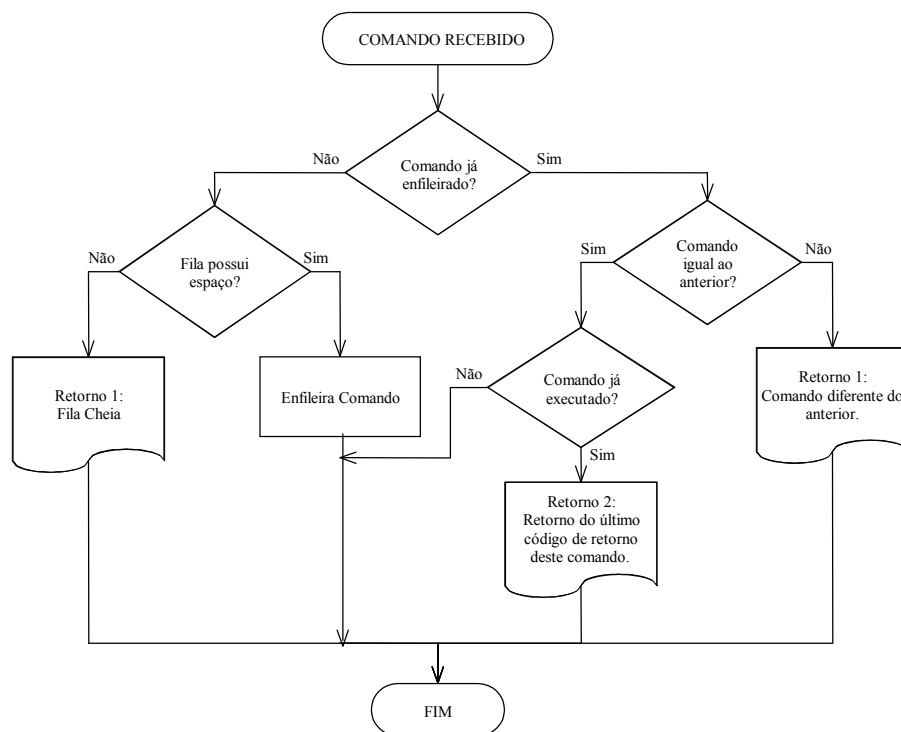 COMANDO RECEBIDO
Não
Comando já
enfileirado?
Sim
Não
Fila possui
espaço?
Sim
Sim
Comando
igual ao
anterior?
Não
Retorno 1:
Fila Cheia
Enfileira Comando
Não
Comando já
executado?
Sim
Retorno 1:
Comando diferente do
anterior.
Retorno 2:
Retorno do último
código de retorno
deste comando.
FIM